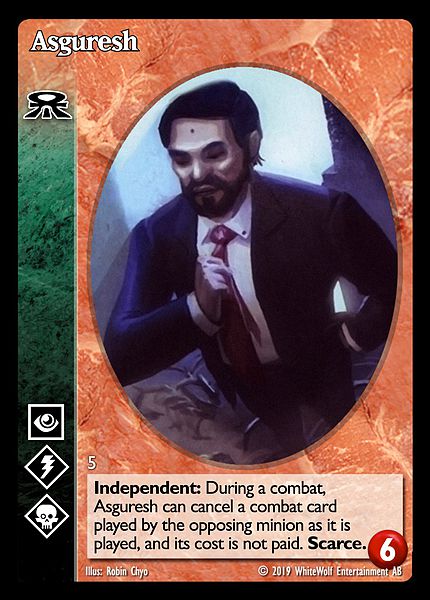 Asguresh
5
Independent: During a combat,
Asguresh can cancel a combat card
played by the opposing minion as it is
played, and its cost is not paid. Scarce.
6
Illus: Robin Chyo © 2019 WhiteWolf Entertainment AB